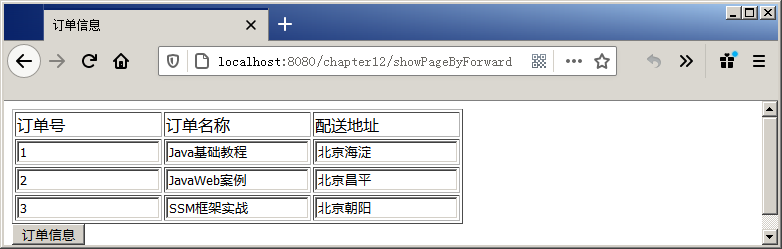 订单信息
localhost:8080/chapter12/showPageByForward
订单号 订单名称 配送地址
1 Java基础教程 北京海淀
2 JavaWeb案例 北京昌平
3 SSM框架实战 北京朝阳
订单信息